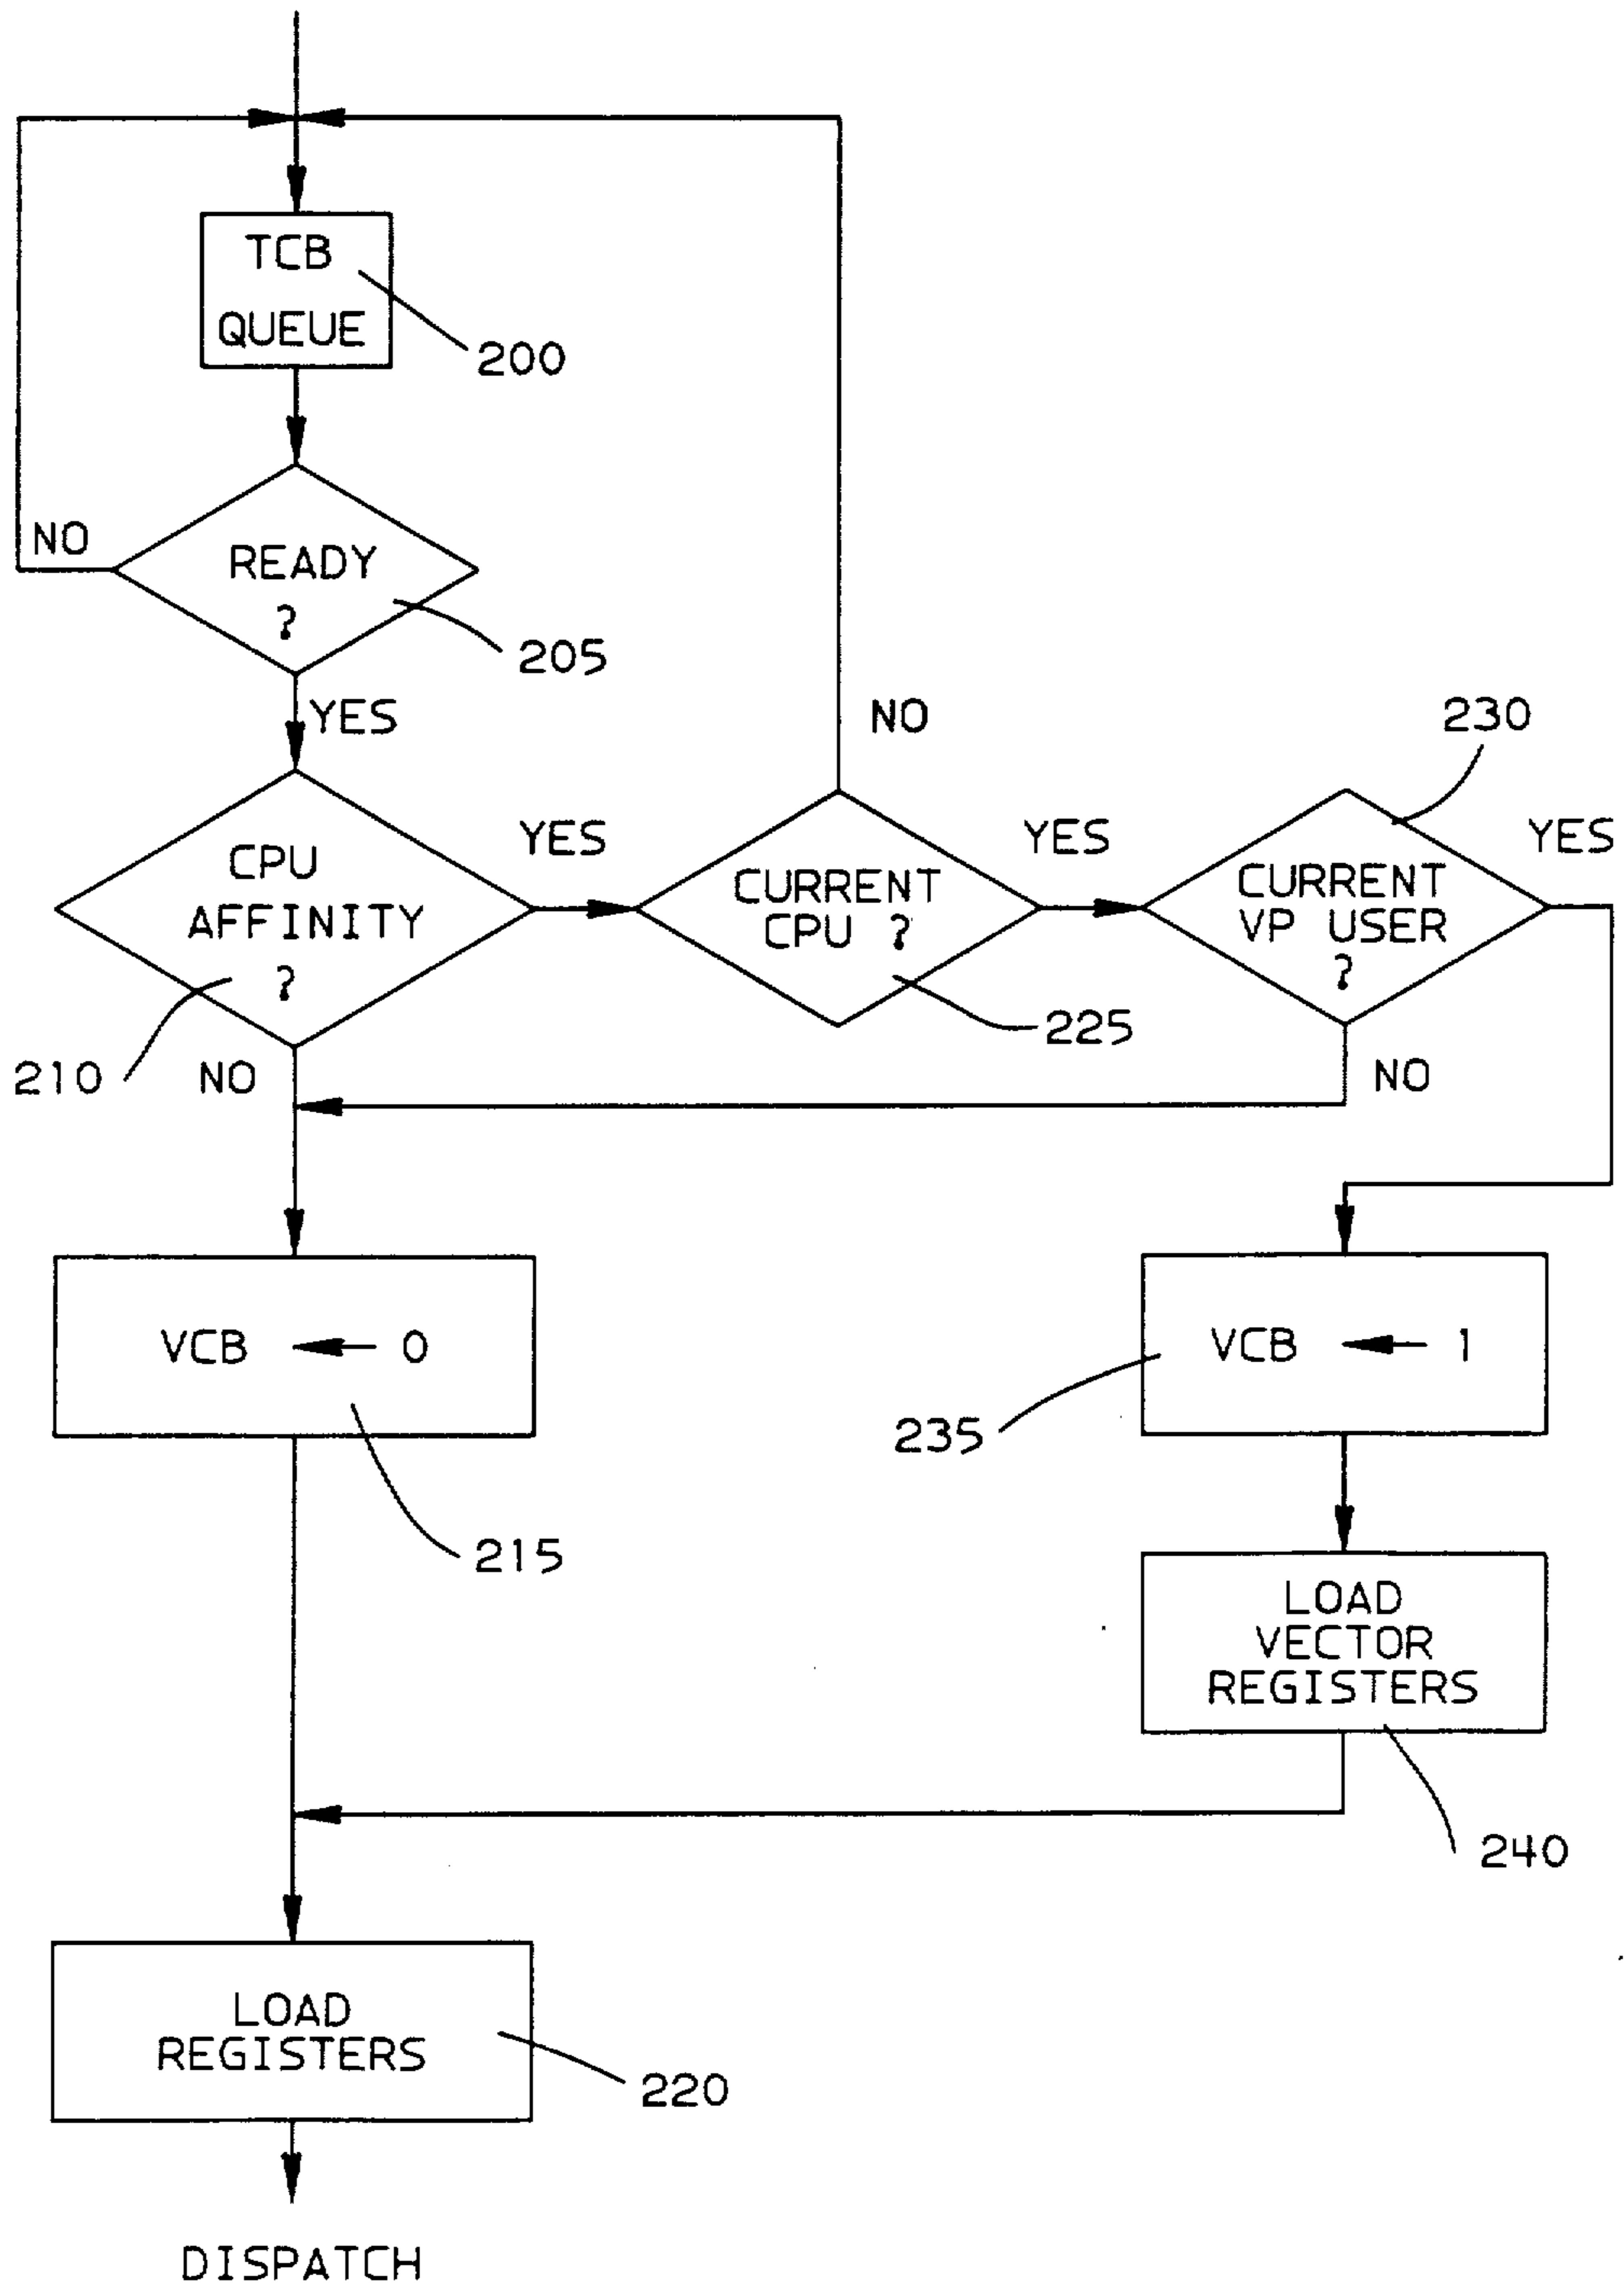 TCB
QUEUE
200
NO
READY
?
205
YES
NO
230
CPU
AFFINITY
?
YES
CURRENT
CPU ?
YES
CURRENT
VP USER
?
YES
210
NO
225
NO
VCB ← 0
VCB ← 1
235
215
LOAD
VECTOR
REGISTERS
240
LOAD
REGISTERS
220
DISPATCH